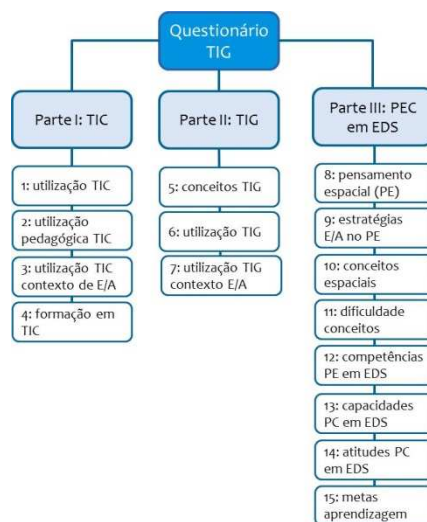 Questionário
TIG
Parte I: TIC
1: utilização TIC
2: utilização
pedagógica TIC
3: utilização TIC
contexto de E/A
4: formação em
TIC
Parte II: TIG
5: conceitos TIG
6: utilização TIG
7: utilização TIG
contexto E/A
Parte III: PEC
em EDS
8: pensamento
espacial (PE)
9: estratégias
E/A no PE
10: conceitos
espaciais
11: dificuldade
conceitos
12: competências
PE em EDS
13: capacidades
PC em EDS
14: atitudes PC
em EDS
15: metas
aprendizagem